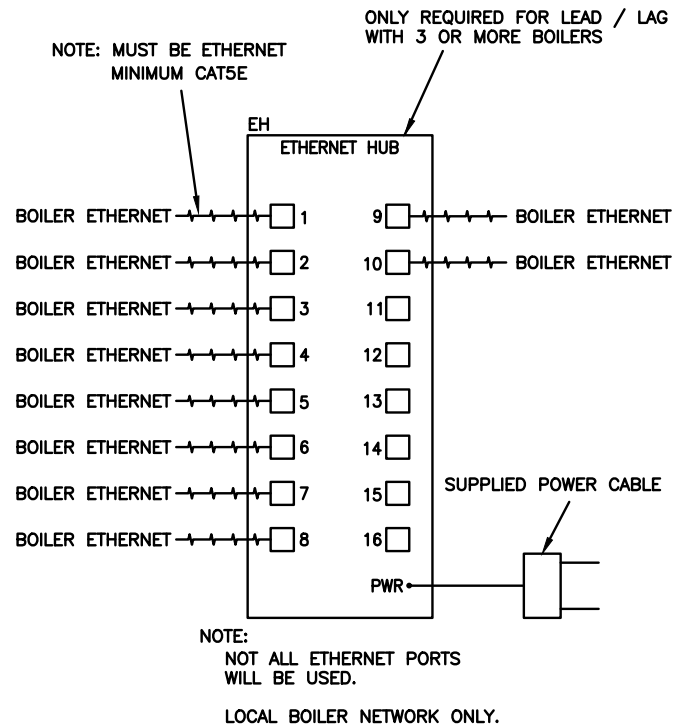 ONLY REQUIRED FOR LEAD / LAG
WITH 3 OR MORE BOILERS
NOTE: MUST BE ETHERNET
MINIMUM CAT5E
EH
ETHERNET HUB
BOILER ETHERNET 1 9 BOILER ETHERNET
BOILER ETHERNET 2 10 BOILER ETHERNET
BOILER ETHERNET 3 11
BOILER ETHERNET 4 12
BOILER ETHERNET 5 13
BOILER ETHERNET 6 14
BOILER ETHERNET 7 15
BOILER ETHERNET 8 16
SUPPLIED POWER CABLE
PWR
NOTE:
NOT ALL ETHERNET PORTS
WILL BE USED.
LOCAL BOILER NETWORK ONLY.